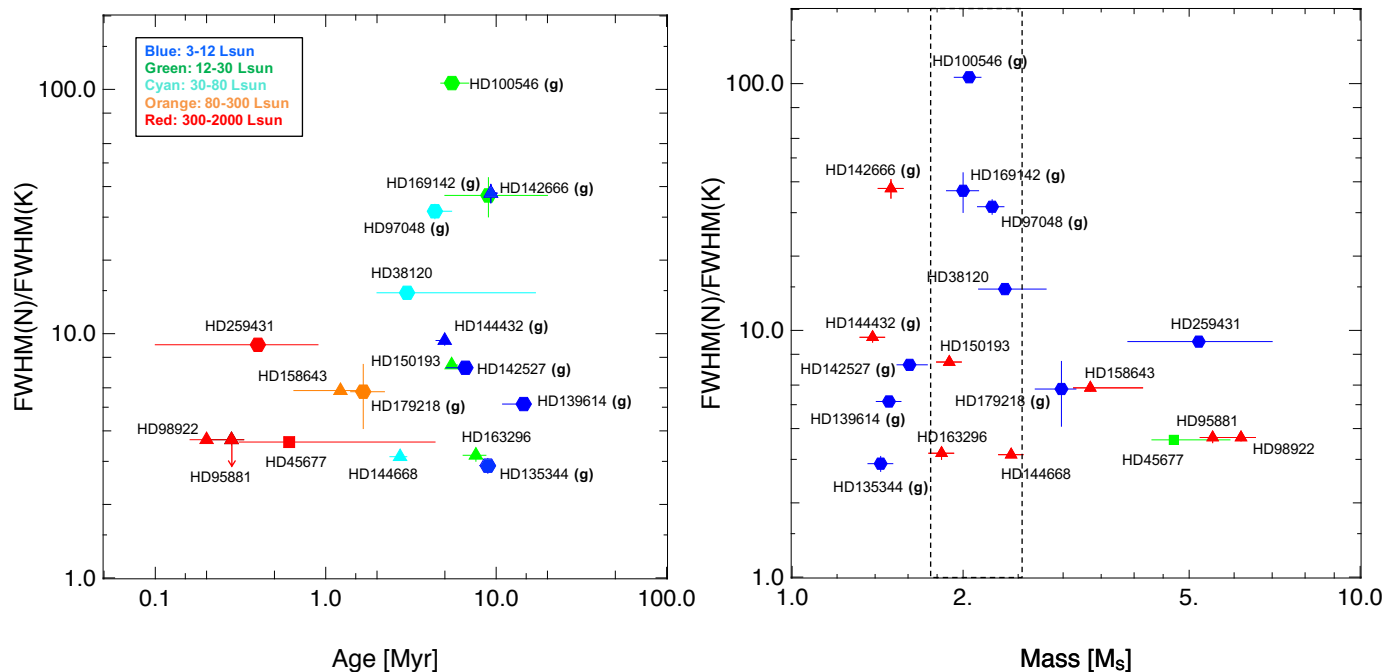 FWHM(N)/FWHM(K)
100.0
10.0
1.0
Blue: 3-12 Lsun
Green: 12-30 Lsun
Cyan: 30-80 Lsun
Orange: 80-300 Lsun
Red: 300-2000 Lsun
HD100546 (g)
HD169142 (g)
HD142666 (g)
HD97048 (g)
HD38120
HD259431
HD144432 (g)
HD150193
HD142527 (g)
HD158643
HD179218 (g)
HD139614 (g)
HD98922
HD95881
HD45677
HD144668
HD163296
HD135344 (g)
0.1
1.0
10.0
100.0
Age [Myr]
FWHM(N)/FWHM(K)
100.0
10.0
1.0
HD100546 (g)
HD142666 (g)
HD169142 (g)
HD97048 (g)
HD38120
HD144432 (g)
HD259431
HD150193
HD142527 (g)
HD158643
HD179218 (g)
HD139614 (g)
HD163296
HD95881
HD98922
HD45677
HD144668
HD135344 (g)
1.0
2.
5.
10.0
Mass [Ms]